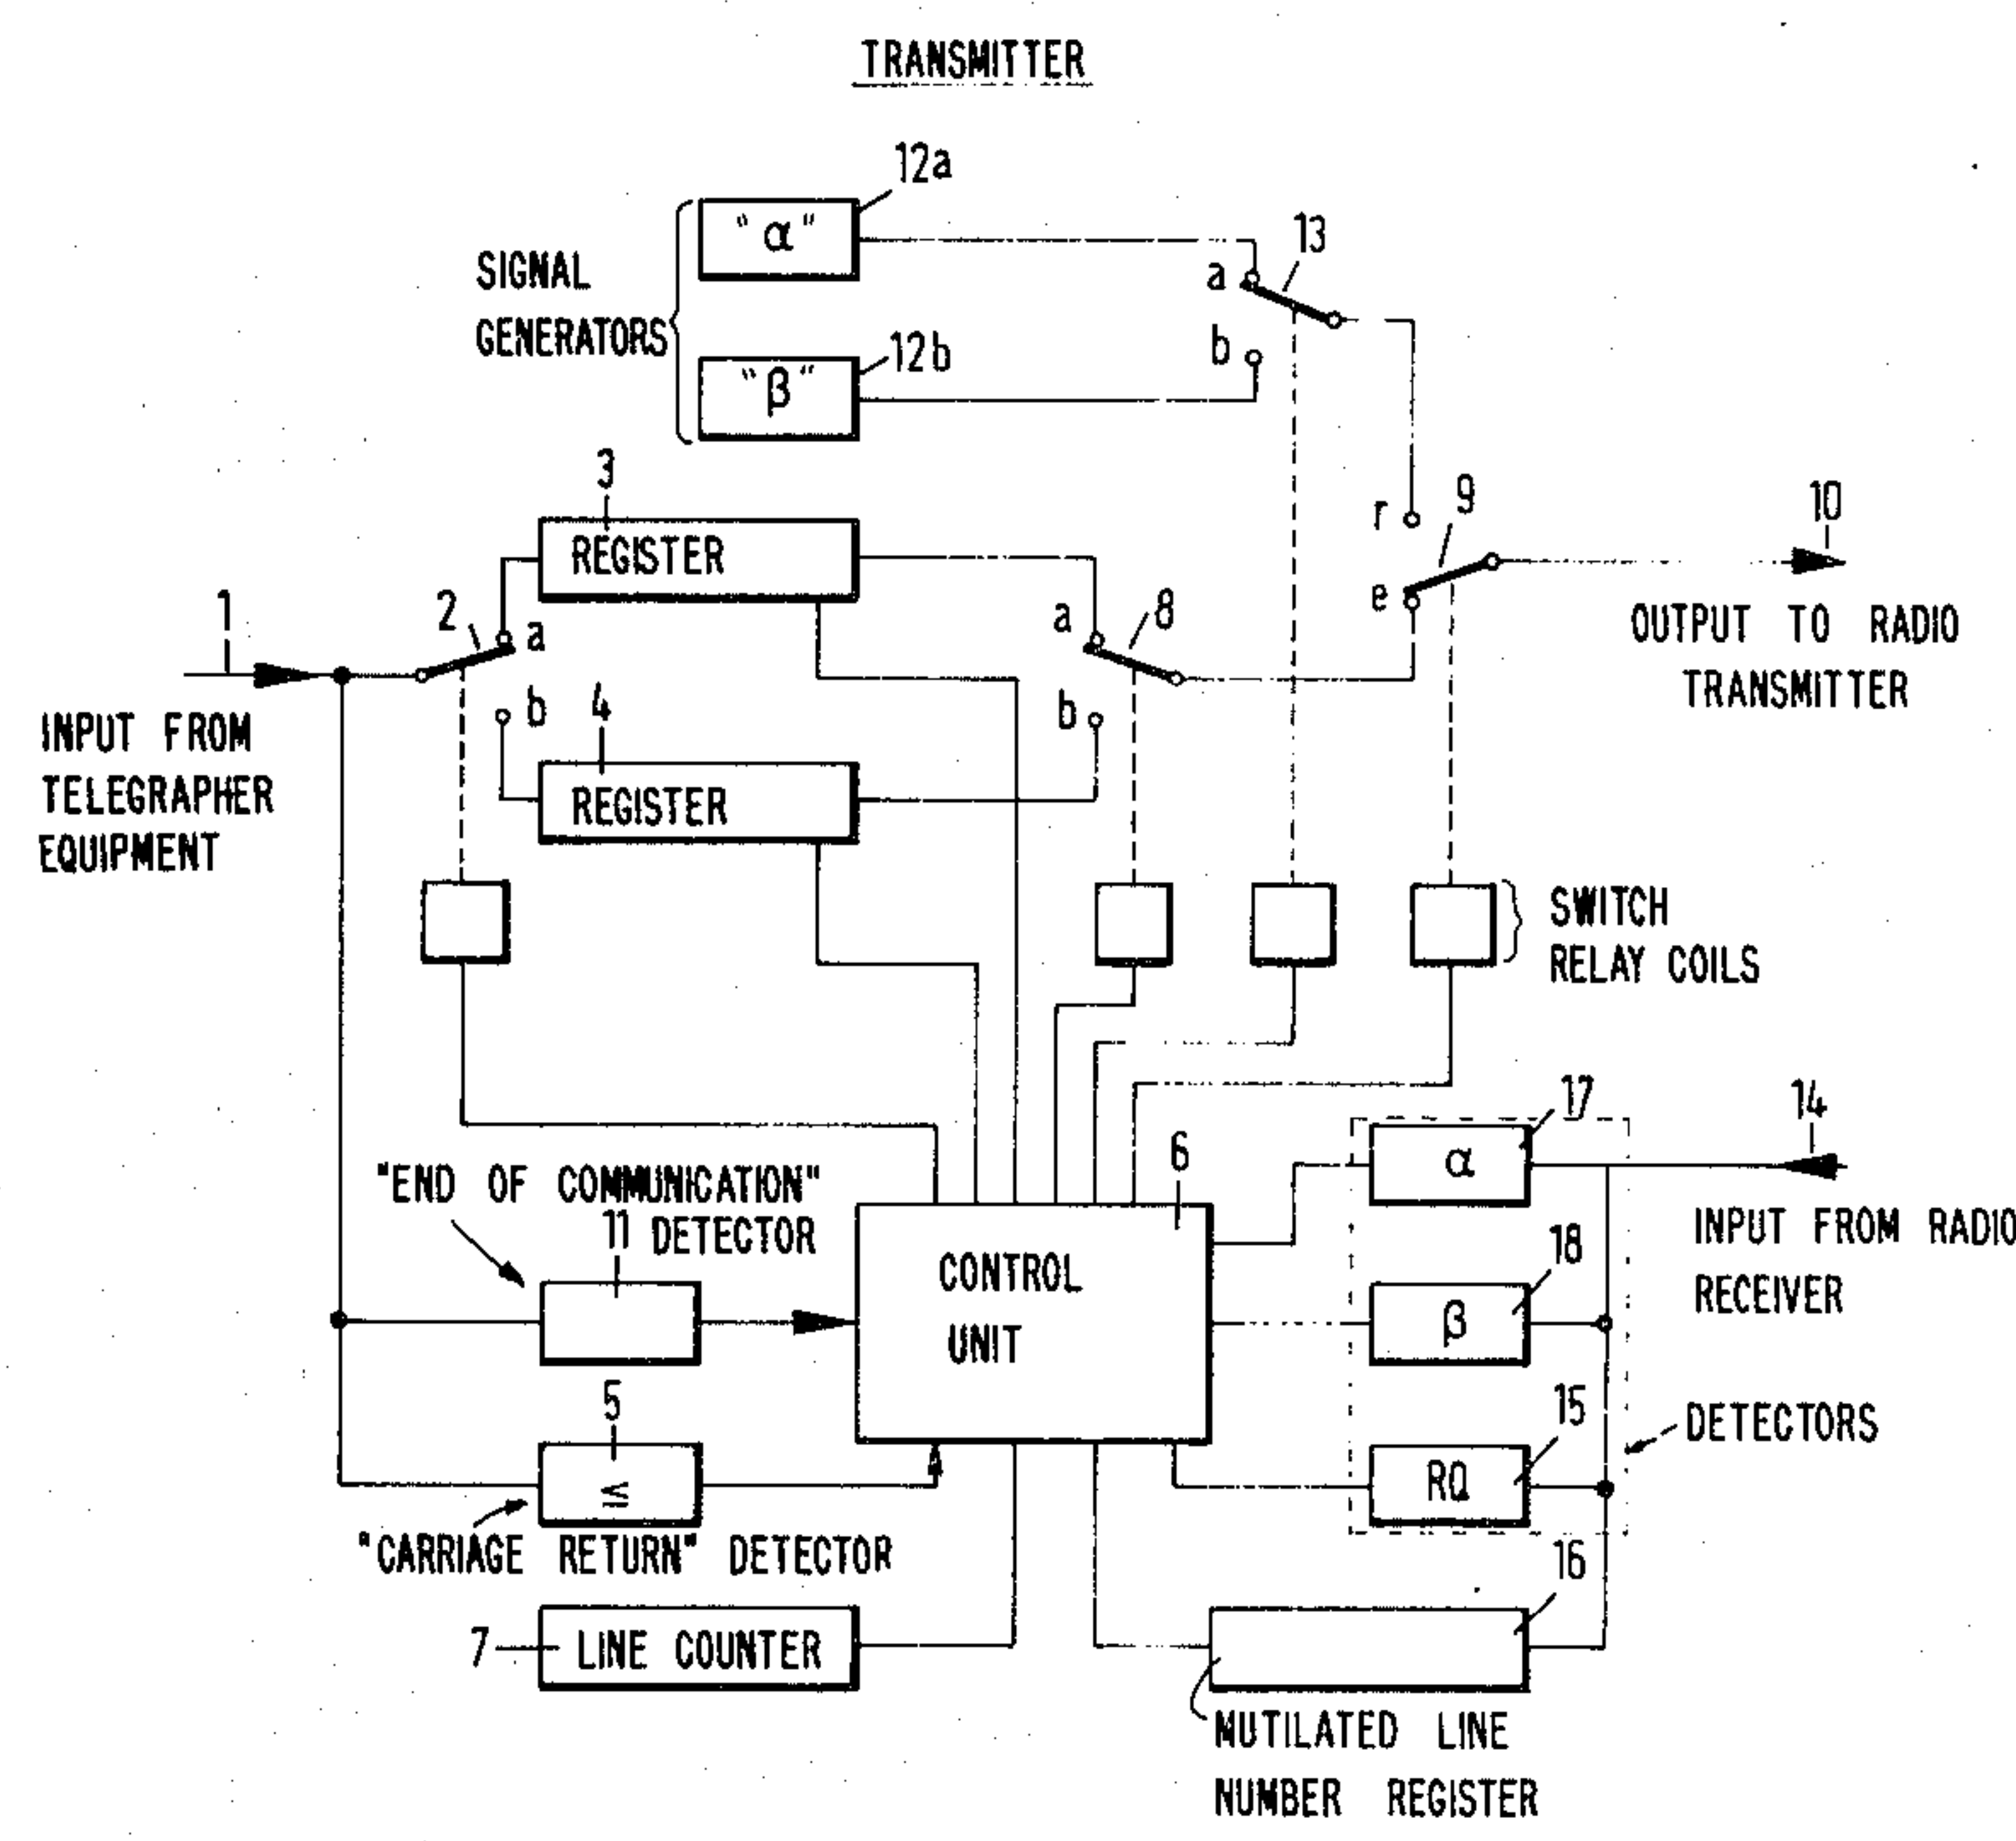 TRANSMITTER
12a
"α"
13
SIGNAL
GENERATORS
a
b
12b
"β"
3
r
9
10
REGISTER
e
1
2
a
a
8
OUTPUT TO RADIO
TRANSMITTER
b
4
b
INPUT FROM
TELEGRAPHER
EQUIPMENT
REGISTER
SWITCH
RELAY COILS
17
14
6
α
"END OF COMMUNICATION"
11 DETECTOR
INPUT FROM RADIO
RECEIVER
18
CONTROL
UNIT
β
5
15
DETECTORS
≤
RQ
"CARRIAGE RETURN" DETECTOR
16
7
LINE COUNTER
MUTILATED LINE
NUMBER REGISTER